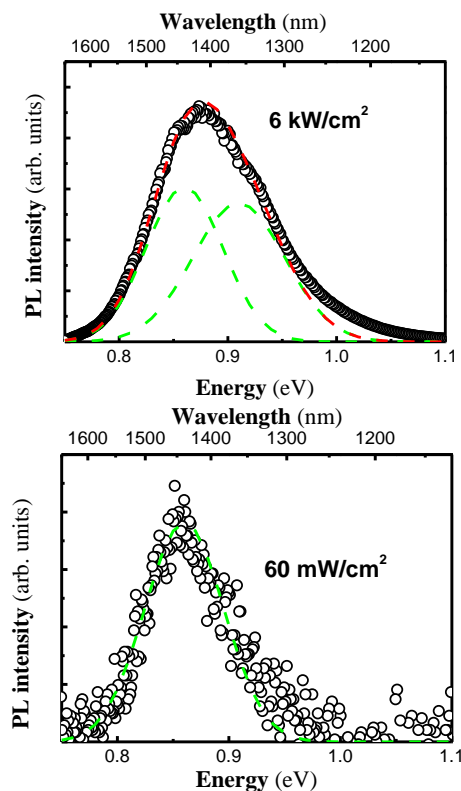 Wavelength (nm)
1600 1500 1400 1300 1200
6 kW/cm²
PL intensity (arb. units)
0.8 0.9 1.0 1.1
Energy (eV)
Wavelength (nm)
1600 1500 1400 1300 1200
60 mW/cm²
PL intensity (arb. units)
0.8 0.9 1.0 1.1
Energy (eV)